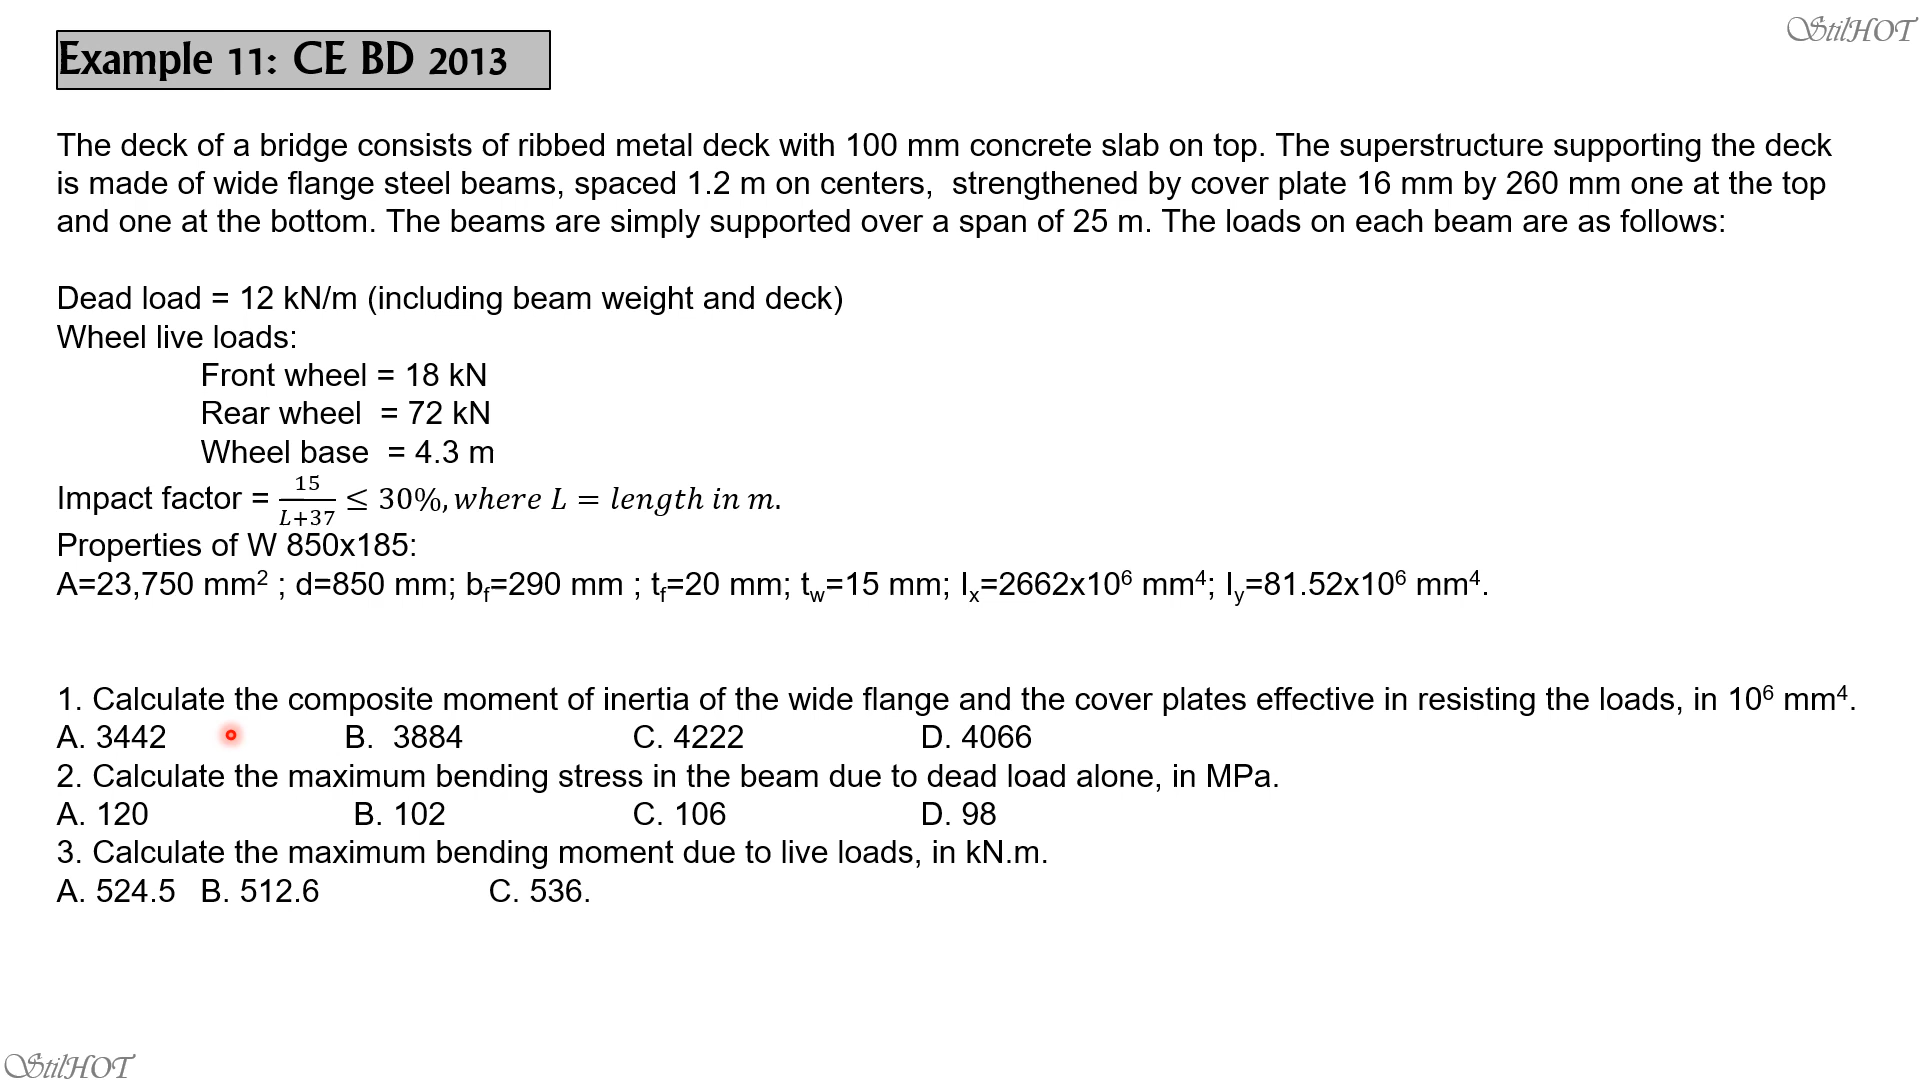 StilHOT
Example 11: CE BD 2013
The deck of a bridge consists of ribbed metal deck with 100 mm concrete slab on top. The superstructure supporting the deck
is made of wide flange steel beams, spaced 1.2 m on centers,  strengthened by cover plate 16 mm by 260 mm one at the top
and one at the bottom. The beams are simply supported over a span of 25 m. The loads on each beam are as follows:
Dead load = 12 kN/m (including beam weight and deck)
Wheel live loads:
Front wheel = 18 kN
Rear wheel  = 72 kN
Wheel base  = 4.3 m
Impact factor = 15/(L+37) ≤ 30%, where L = length in m.
Properties of W 850x185:
A=23,750 mm² ; d=850 mm; b_f=290 mm ; t_f=20 mm; t_w=15 mm; I_x=2662x10⁶ mm⁴; I_y=81.52x10⁶ mm⁴.
1. Calculate the composite moment of inertia of the wide flange and the cover plates effective in resisting the loads, in 10⁶ mm⁴.
A. 3442 B.  3884 C. 4222 D. 4066
2. Calculate the maximum bending stress in the beam due to dead load alone, in MPa.
A. 120 B. 102 C. 106 D. 98
3. Calculate the maximum bending moment due to live loads, in kN.m.
A. 524.5 B. 512.6 C. 536.
StilHOT